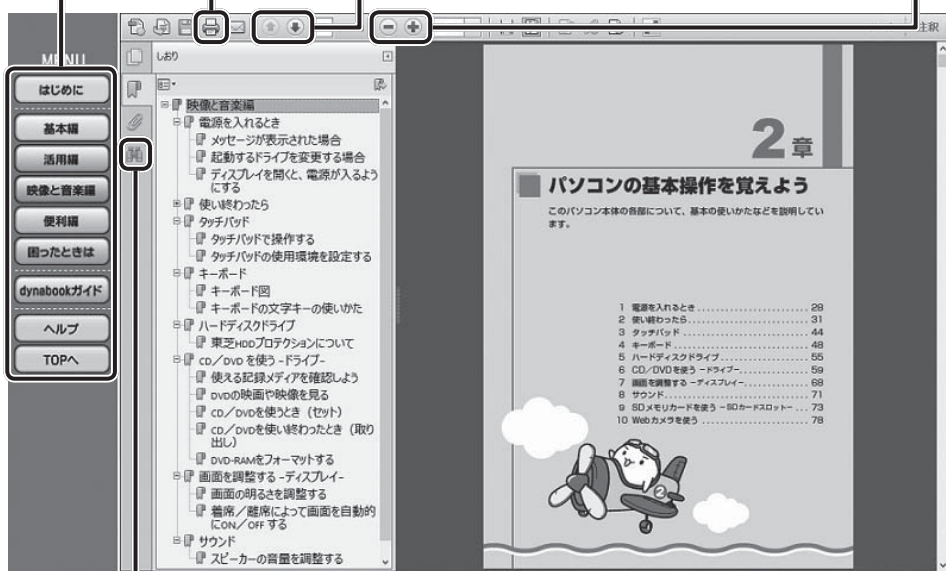 注釈
MENU
はじめに
基本編
活用編
映像と音楽編
便利編
困ったときは
dynabookガイド
ヘルプ
TOPへ
しおり
映像と音楽編
電源を入れるとき
メッセージが表示された場合
起動するドライブを変更する場合
ディスプレイを開くと、電源が入るよう
にする
使い終わったら
タッチパッド
タッチパッドで操作する
タッチパッドの使用環境を設定する
キーボード
キーボード図
キーボードの文字キーの使いかた
ハードディスクドライブ
東芝HDDプロテクションについて
CD/DVD を使う -ドライブ-
使える記録メディアを確認しよう
DVDの映画や映像を見る
CD/DVDを使うとき（セット）
CD/DVDを使い終わったとき（取り
出し）
DVD-RAMをフォーマットする
画面を調整する -ディスプレイ-
画面の明るさを調整する
着席/離席によって画面を自動的
にON/OFF する
サウンド
スピーカーの音量を調整する
2章
パソコンの基本操作を覚えよう
このパソコン本体の各部について、基本の使いかたなどを説明してい
ます。
1 電源を入れるとき ........................ 28
2 使い終わったら ........................ 31
3 タッチパッド ........................ 44
4 キーボード ........................ 48
5 ハードディスクドライブ ........................ 55
6 CD/DVDを使う -ドライブ- ........................ 59
7 画面を調整する -ディスプレイ- ........................ 68
8 サウンド ........................ 71
9 SDメモリカードを使う -SDカードスロット- ... 73
10 Webカメラを使う ........................ 78
2